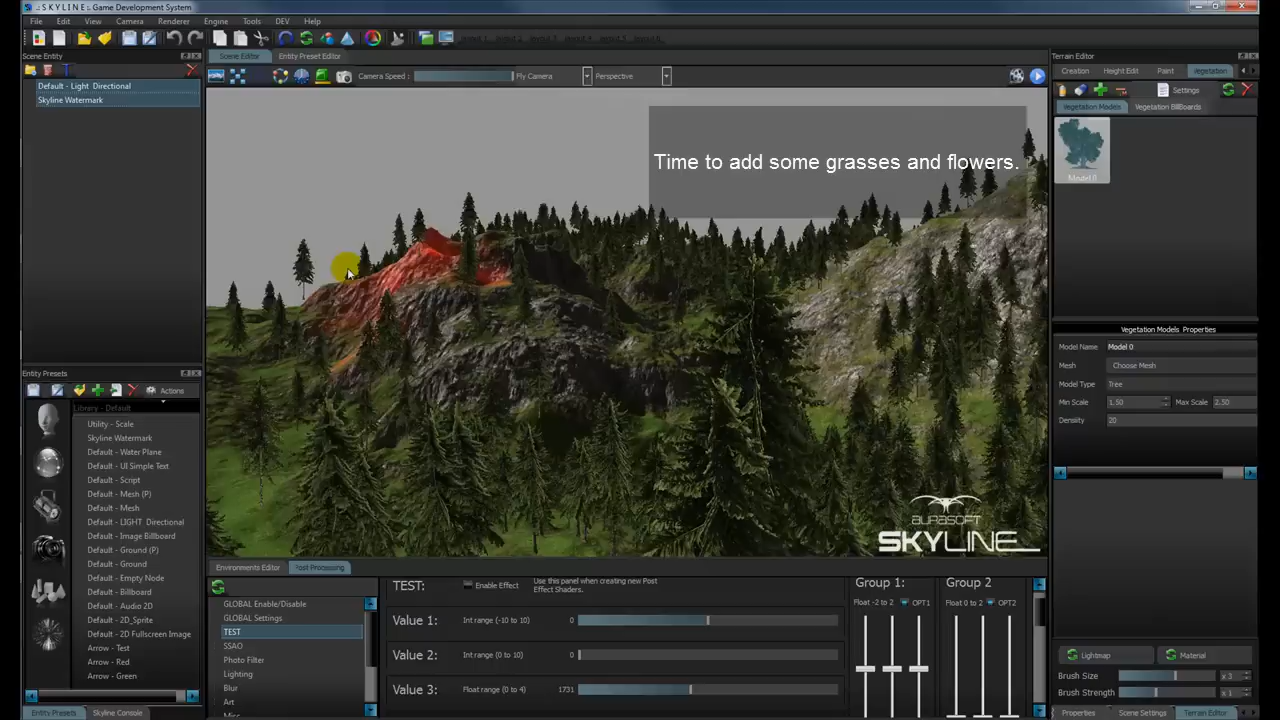 .: S K Y L I N E :. Game Development System
File Edit View Camera Renderer Engine Tools DEV Help
Scene Entity
Default - Light Directional
Skyline Watermark
Scene Editor Entity Preset Editor
Camera Speed : Fly Camera Perspective
Time to add some grasses and flowers.
AURASOFT
SKYLINE
Terrain Editor
Creation Height Edit Paint Vegetation
Settings
Vegetation Models Vegetation BillBoards
Model 0
Vegetation Models Properties
Model Name Model 0
Mesh Choose Mesh
Model Type Tree
Min Scale 1.50 Max Scale 2.50
Density 20
Lightmap Material
Brush Size x 3
Brush Strength x 1
Properties Scene Settings Terrain Editor
Entity Presets
Actions
Library - Default
Utility - Scale
Skyline Watermark
Default - Water Plane
Default - UI Simple Text
Default - Script
Default - Mesh (P)
Default - Mesh
Default - LIGHT Directional
Default - Image Billboard
Default - Ground (P)
Default - Ground
Default - Empty Node
Default - Billboard
Default - Audio 2D
Default - 2D_Sprite
Default - 2D Fullscreen Image
Arrow - Test
Arrow - Red
Arrow - Green
Entity Presets Skyline Console
Environments Editor Post Processing
GLOBAL Enable/Disable
GLOBAL Settings
TEST
SSAO
Photo Filter
Lighting
Blur
Art
Misc
TEST: Enable Effect Use this panel when creating new Post Effect Shaders.
Value 1: Int range (-10 to 10) 0
Value 2: Int range (0 to 10) 0
Value 3: Float range (0 to 4) 1731
Group 1: Group 2
Float -2 to 2 OPT1 Float 0 to 2 OPT2